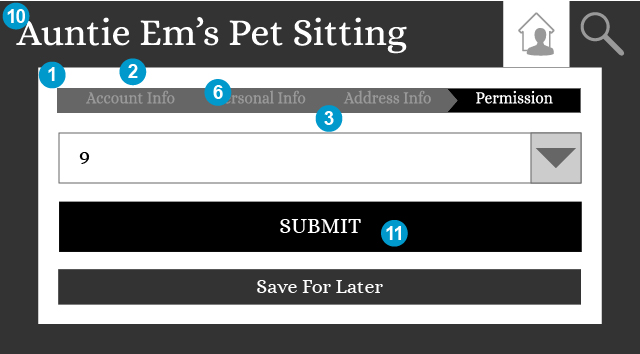 10
Auntie Em's Pet Sitting
1 2
Account Info 6 ersonal Info Address Info Permission
3
9
SUBMIT 11
Save For Later